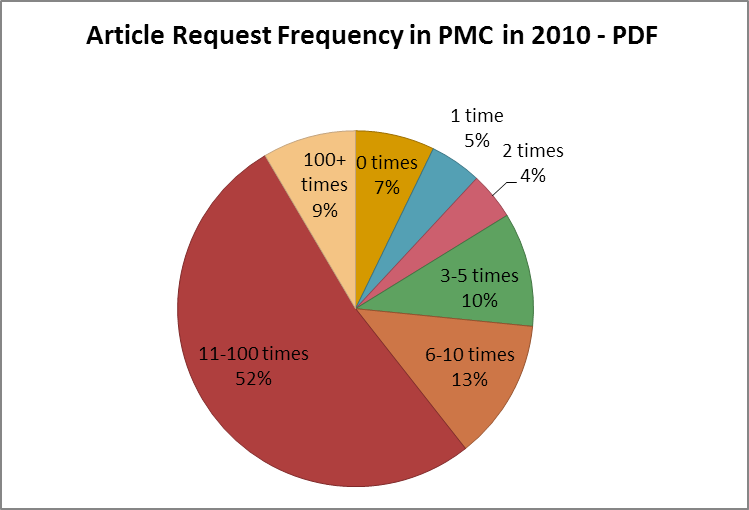 Article Request Frequency in PMC in 2010 - PDF
0 times
7%
1 time
5%
2 times
4%
3-5 times
10%
6-10 times
13%
11-100 times
52%
100+
times
9%